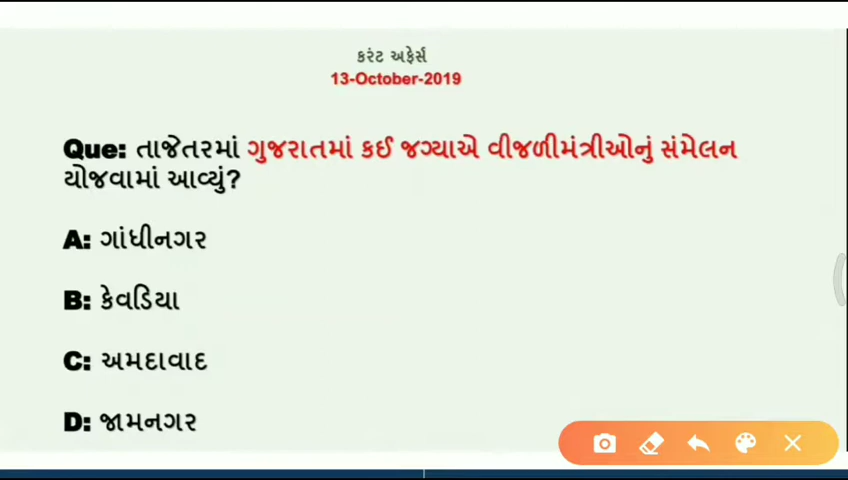 કરંટ અફેર્સ
13-October-2019
Que: તાજેતરમાં ગુજરાતમાં કઈ જગ્યાએ વીજળીમંત્રીઓનું સંમેલન
યોજવામાં આવ્યું?
A: ગાંધીનગર
B: કેવડિયા
C: અમદાવાદ
D: જામનગર